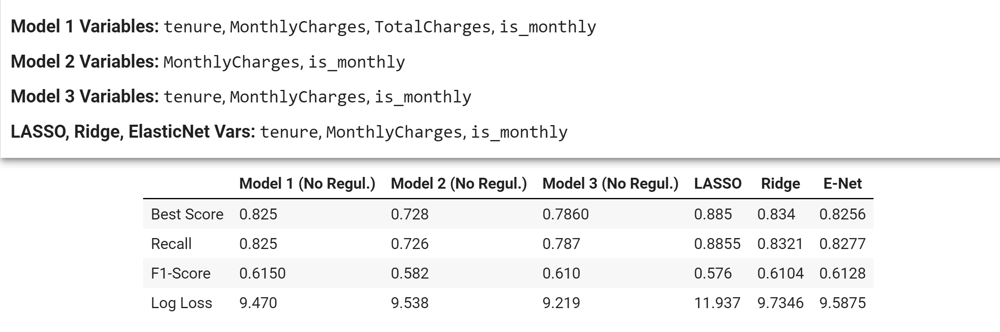 Model 1 Variables: tenure, MonthlyCharges, TotalCharges, is_monthly
Model 2 Variables: MonthlyCharges, is_monthly
Model 3 Variables: tenure, MonthlyCharges, is_monthly
LASSO, Ridge, ElasticNet Vars: tenure, MonthlyCharges, is_monthly
Model 1 (No Regul.) Model 2 (No Regul.) Model 3 (No Regul.) LASSO Ridge E-Net
Best Score 0.825 0.728 0.7860 0.885 0.834 0.8256
Recall 0.825 0.726 0.787 0.8855 0.8321 0.8277
F1-Score 0.6150 0.582 0.610 0.576 0.6104 0.6128
Log Loss 9.470 9.538 9.219 11.937 9.7346 9.5875